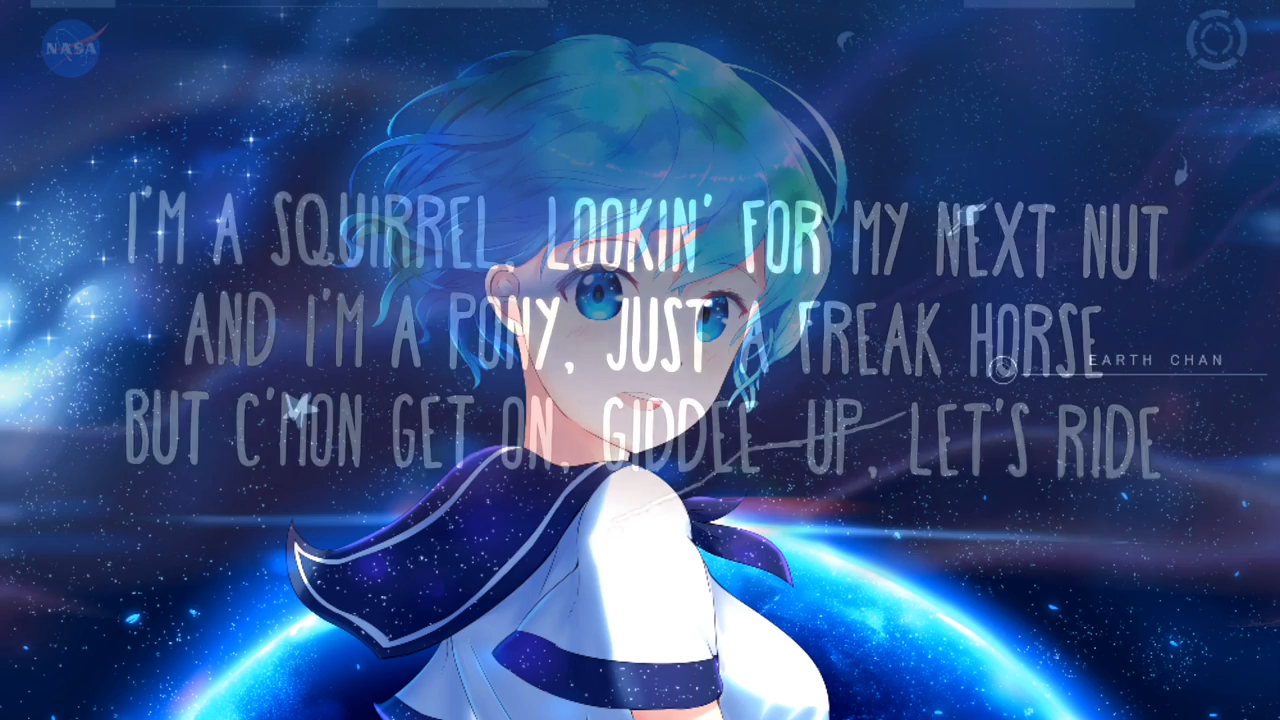 NASA
I'M A SQUIRREL, LOOKIN' FOR MY NEXT NUT
AND I'M A PONY, JUST A FREAK HORSE
EARTH CHAN
BUT C'MON GET ON, GIDDEE UP, LET'S RIDE